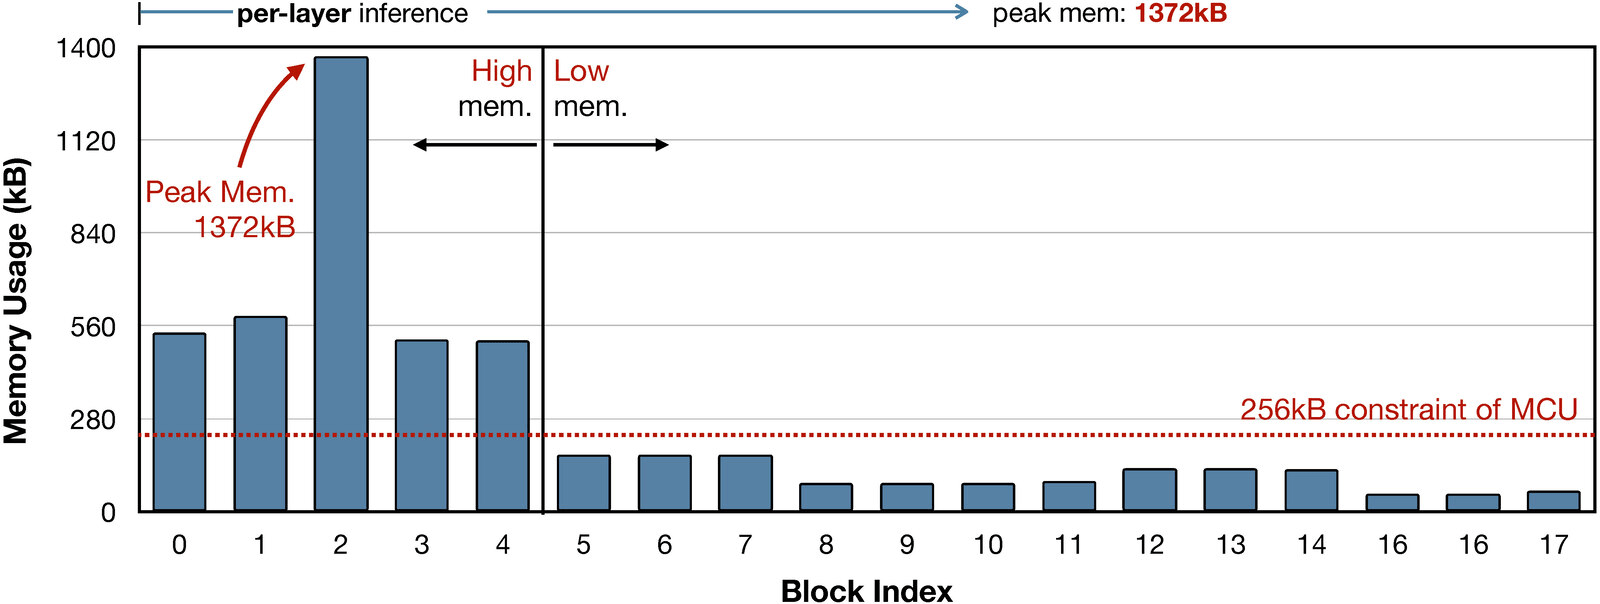 per-layer inference peak mem: 1372kB
1400
1120
840
560
280
0
Memory Usage (kB)
High
mem.
Low
mem.
Peak Mem.
1372kB
256kB constraint of MCU
0 1 2 3 4 5 6 7 8 9 10 11 12 13 14 16 16 17
Block Index